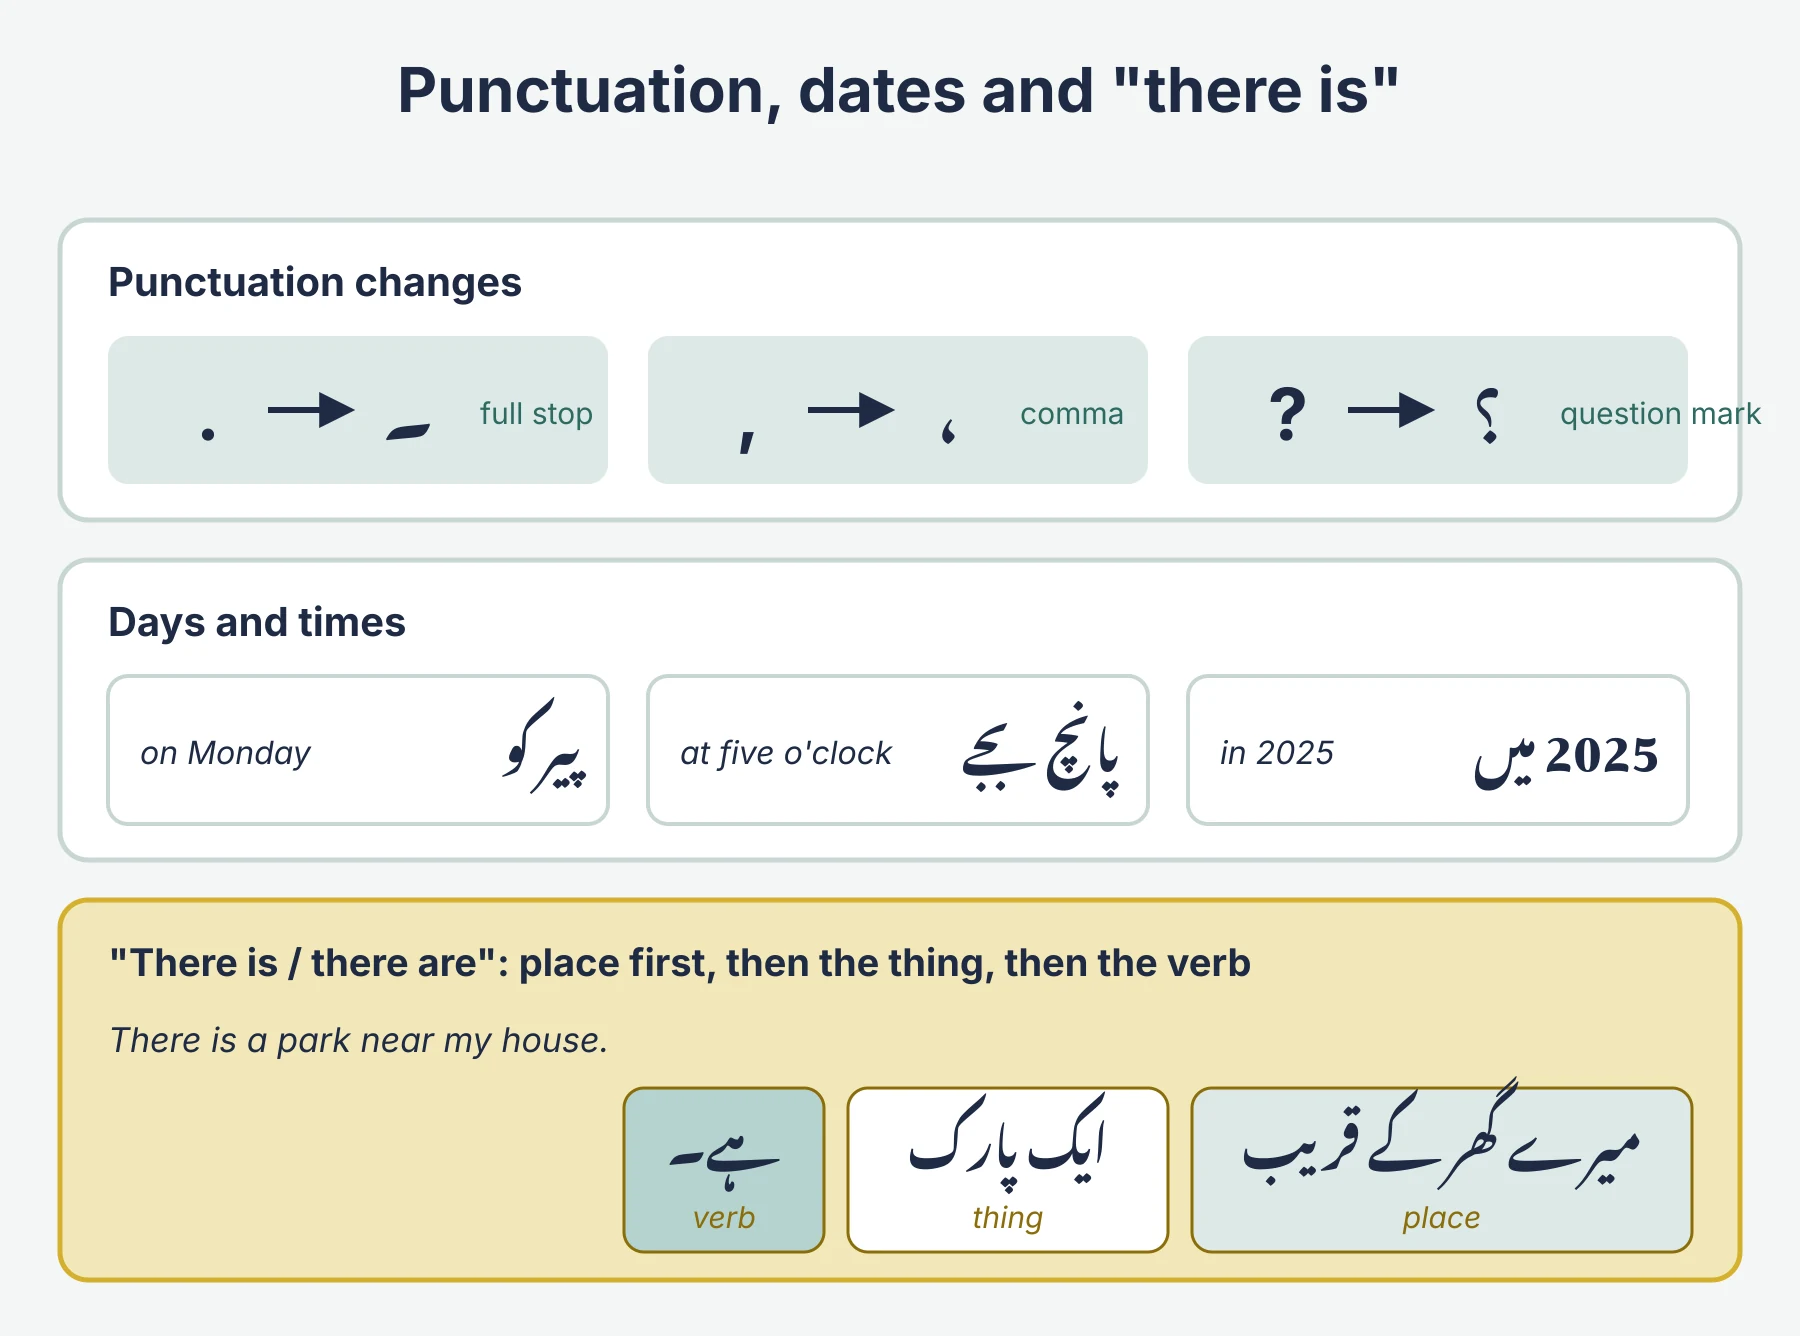 Punctuation, dates and "there is"
Punctuation changes
. → ۔ full stop
, → ، comma
? → ؟ question mark
Days and times
on Monday پیر کو
at five o'clock پانچ بجے
in 2025 2025 میں
"There is / there are": place first, then the thing, then the verb
There is a park near my house.
میرے گھر کے قریب ایک پارک ہے۔
place thing verb